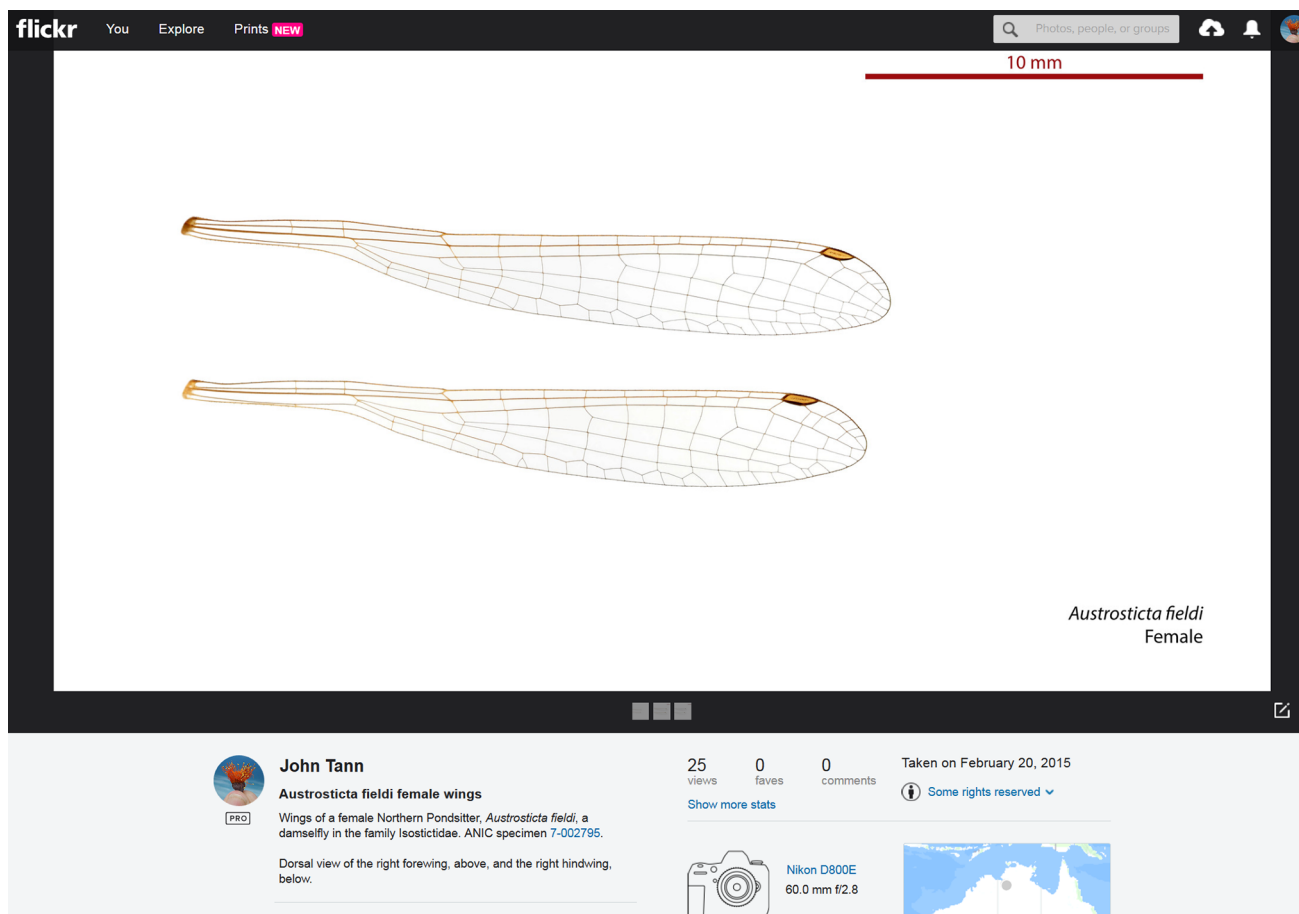 flickr You Explore Prints NEW Photos, people, or groups
10 mm
Austrosticta fieldi
Female
John Tann
PRO
Austrosticta fieldi female wings
Wings of a female Northern Pondsitter, Austrosticta fieldi, a
damselfly in the family Isostictidae. ANIC specimen 7-002795.
Dorsal view of the right forewing, above, and the right hindwing,
below.
25 0 0
views faves comments
Show more stats
Taken on February 20, 2015
Some rights reserved
Nikon D800E
60.0 mm f/2.8